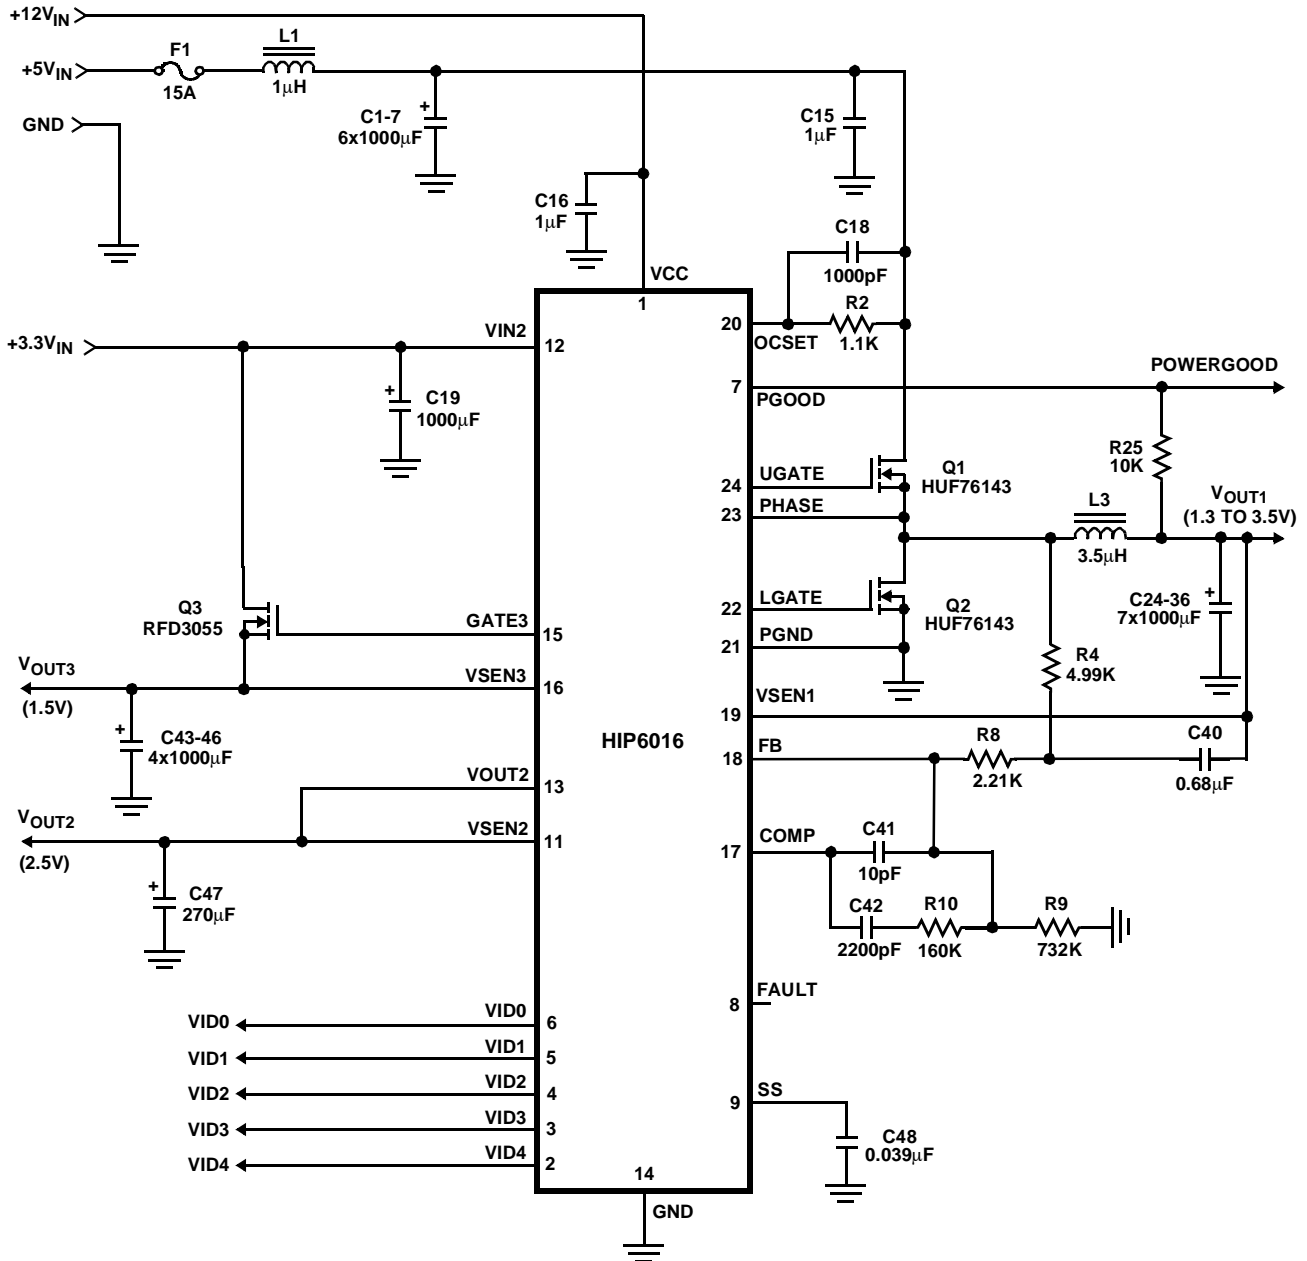 +12VIN
F1
L1
+5VIN
15A
1μH
C1-7
6x1000μF
C15
1μF
GND
C16
1μF
C18
1000pF
VCC
1
R2
1.1K
20
OCSET
+3.3VIN
VIN2
12
+
C19
1000μF
7
PGOOD
POWERGOOD
R25
10K
UGATE
24
Q1
HUF76143
PHASE
23
L3
3.5μH
VOUT1
(1.3 TO 3.5V)
Q3
RFD3055
GATE3
15
LGATE
22
Q2
HUF76143
+
C24-36
7x1000μF
PGND
21
R4
4.99K
VOUT3
(1.5V)
VSEN3
16
VSEN1
19
+
C43-46
4x1000μF
HIP6016
FB
18
R8
2.21K
C40
0.68μF
VOUT2
13
VOUT2
(2.5V)
VSEN2
11
COMP
17
C41
10pF
+
C47
270μF
C42
2200pF
R10
160K
R9
732K
FAULT
8
VID0
VID0
6
VID1
VID1
5
VID2
VID2
4
VID3
VID3
3
VID4
VID4
2
SS
9
C48
0.039μF
14
GND
+